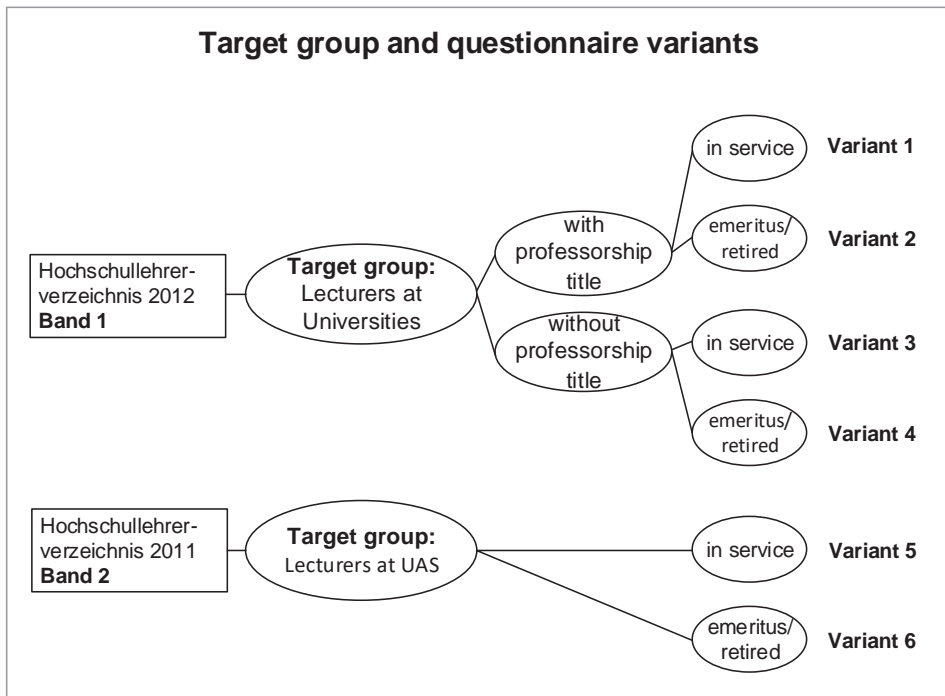 Target group and questionnaire variants
in service
Variant 1
with
professorship
title
emeritus/
retired
Variant 2
Hochschullehrer-
verzeichnis 2012
Band 1
Target group:
Lecturers at
Universities
without
professorship
title
in service
Variant 3
emeritus/
retired
Variant 4
Hochschullehrer-
verzeichnis 2011
Band 2
Target group:
Lecturers at UAS
in service
Variant 5
emeritus/
retired
Variant 6